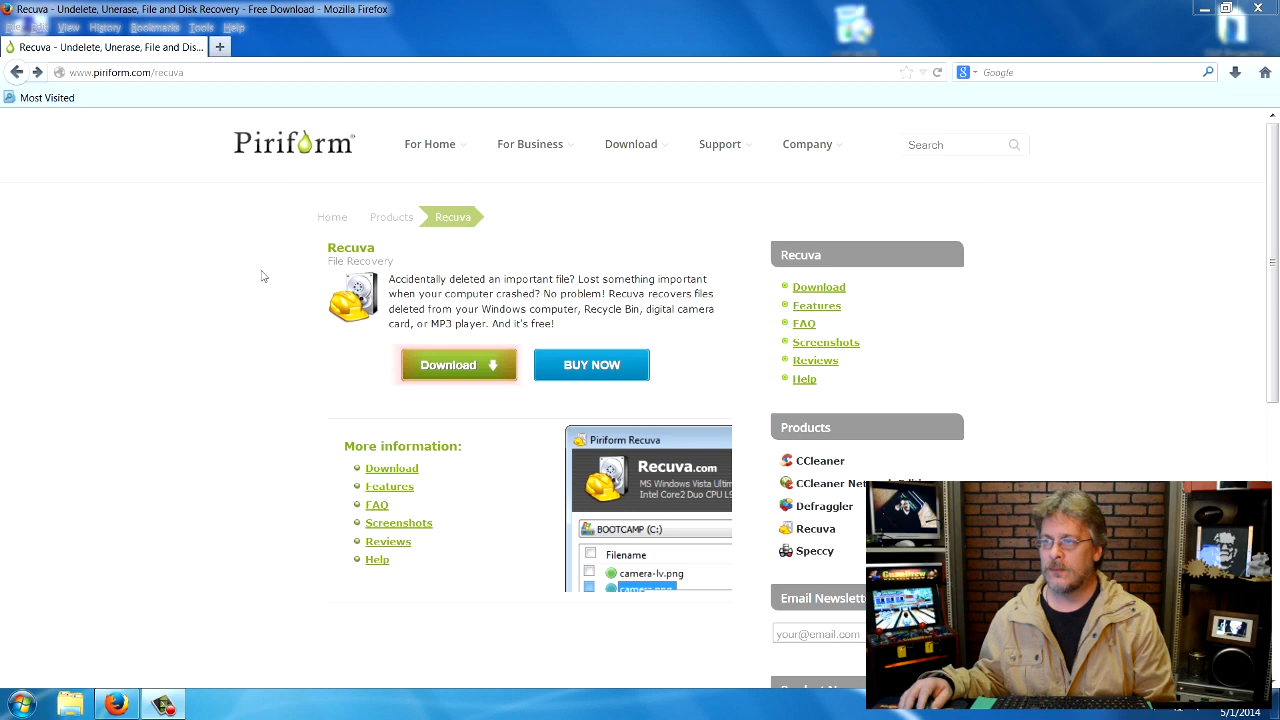 Recuva - Undelete, Unerase, File and Disk Recovery - Free Download - Mozilla Firefox
File Edit View History Bookmarks Tools Help
Recuva - Undelete, Unerase, File and Dis...
www.piriform.com/recuva
Google
Most Visited
Piriform®
For Home
For Business
Download
Support
Company
Search
Home
Products
Recuva
Recuva
File Recovery
Accidentally deleted an important file? Lost something important
when your computer crashed? No problem! Recuva recovers files
deleted from your Windows computer, Recycle Bin, digital camera
card, or MP3 player. And it's free!
Download
BUY NOW
More information:
Download
Features
FAQ
Screenshots
Reviews
Help
Piriform Recuva
Recuva.com
MS Windows Vista Ultim
Intel Core2 Duo CPU L9
BOOTCAMP (C:)
Filename
camera-lv.png
Recuva
Download
Features
FAQ
Screenshots
Reviews
Help
Products
CCleaner
CCleaner
Defraggler
Recuva
Speccy
Email Newslette
your@email.com
5/1/2014